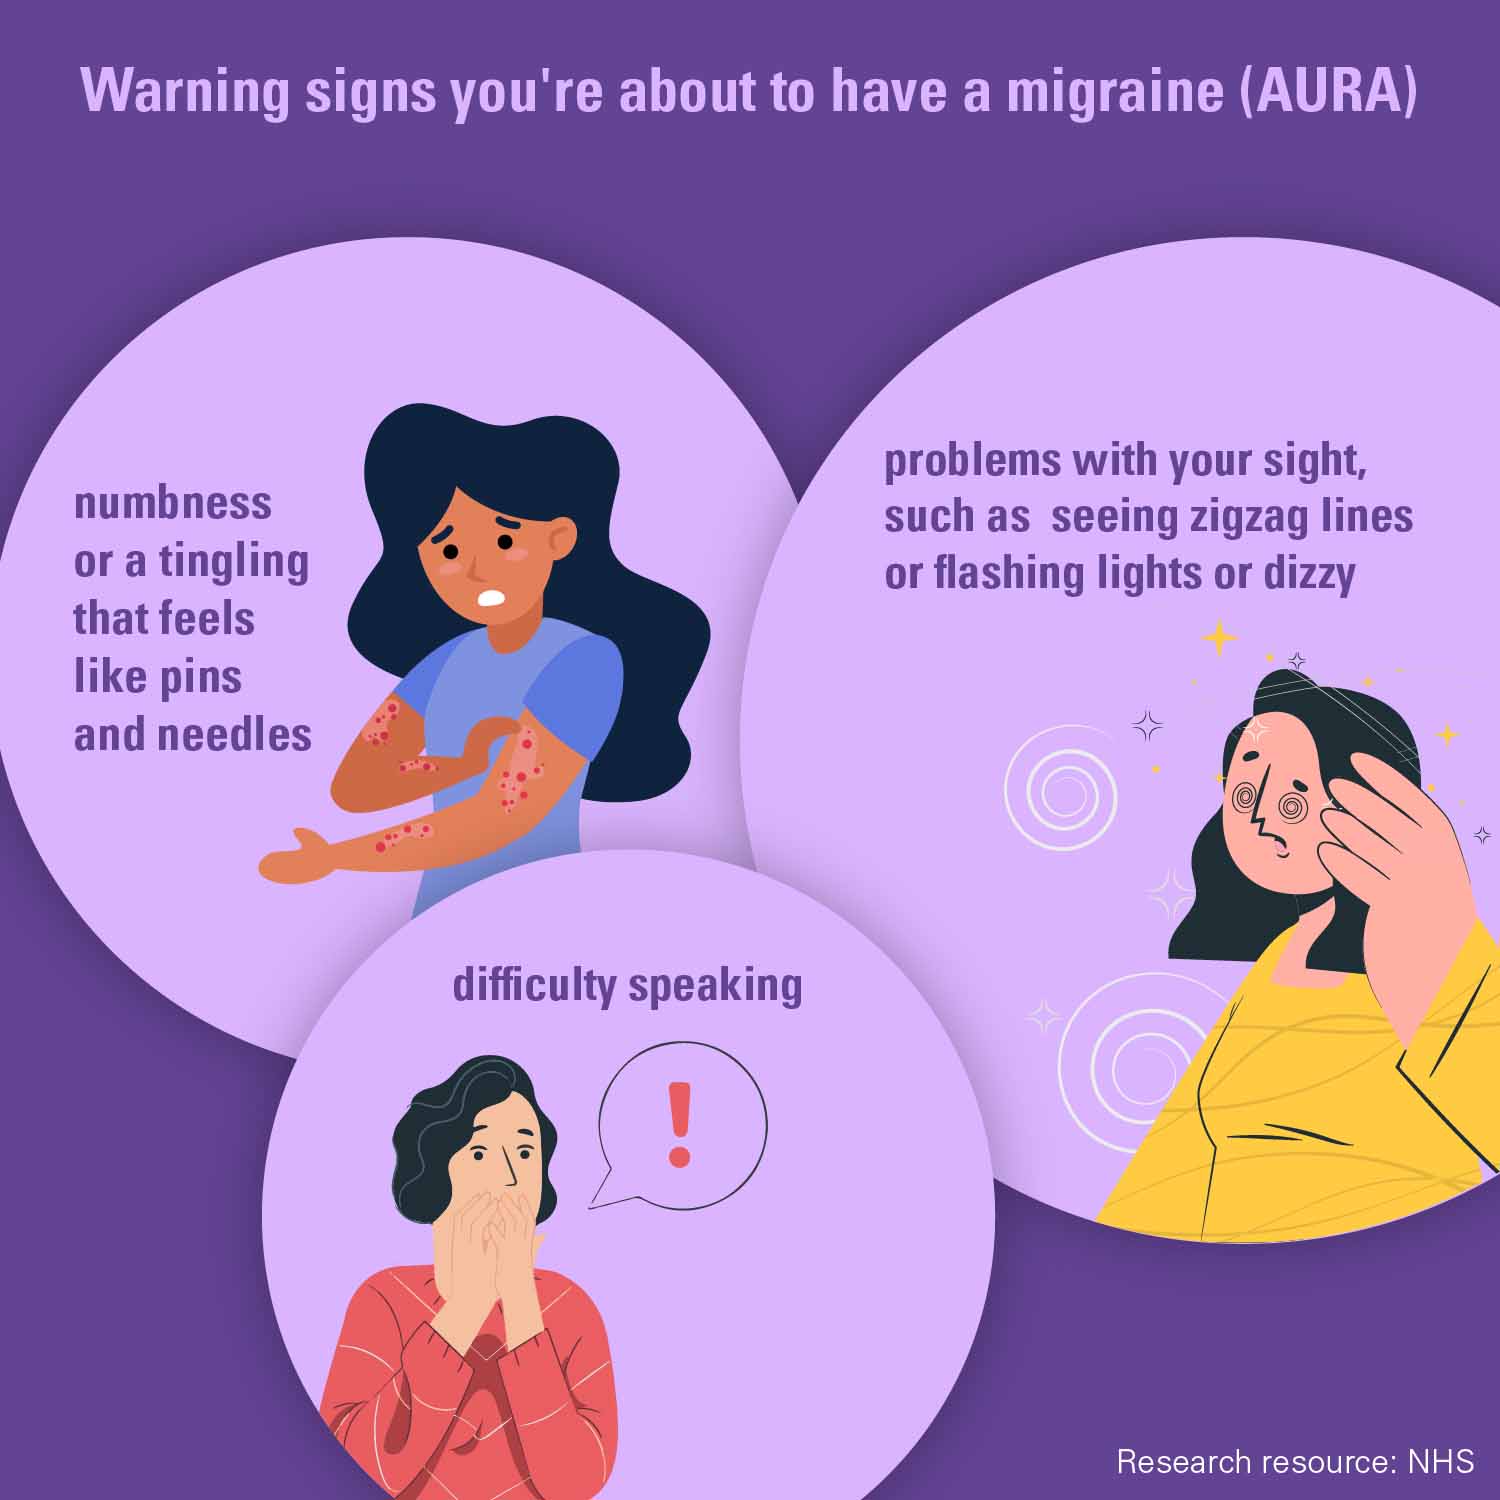 Warning signs you're about to have a migraine (AURA)
numbness
or a tingling
that feels
like pins
and needles
problems with your sight,
such as  seeing zigzag lines
or flashing lights or dizzy
difficulty speaking
!
Research resource: NHS